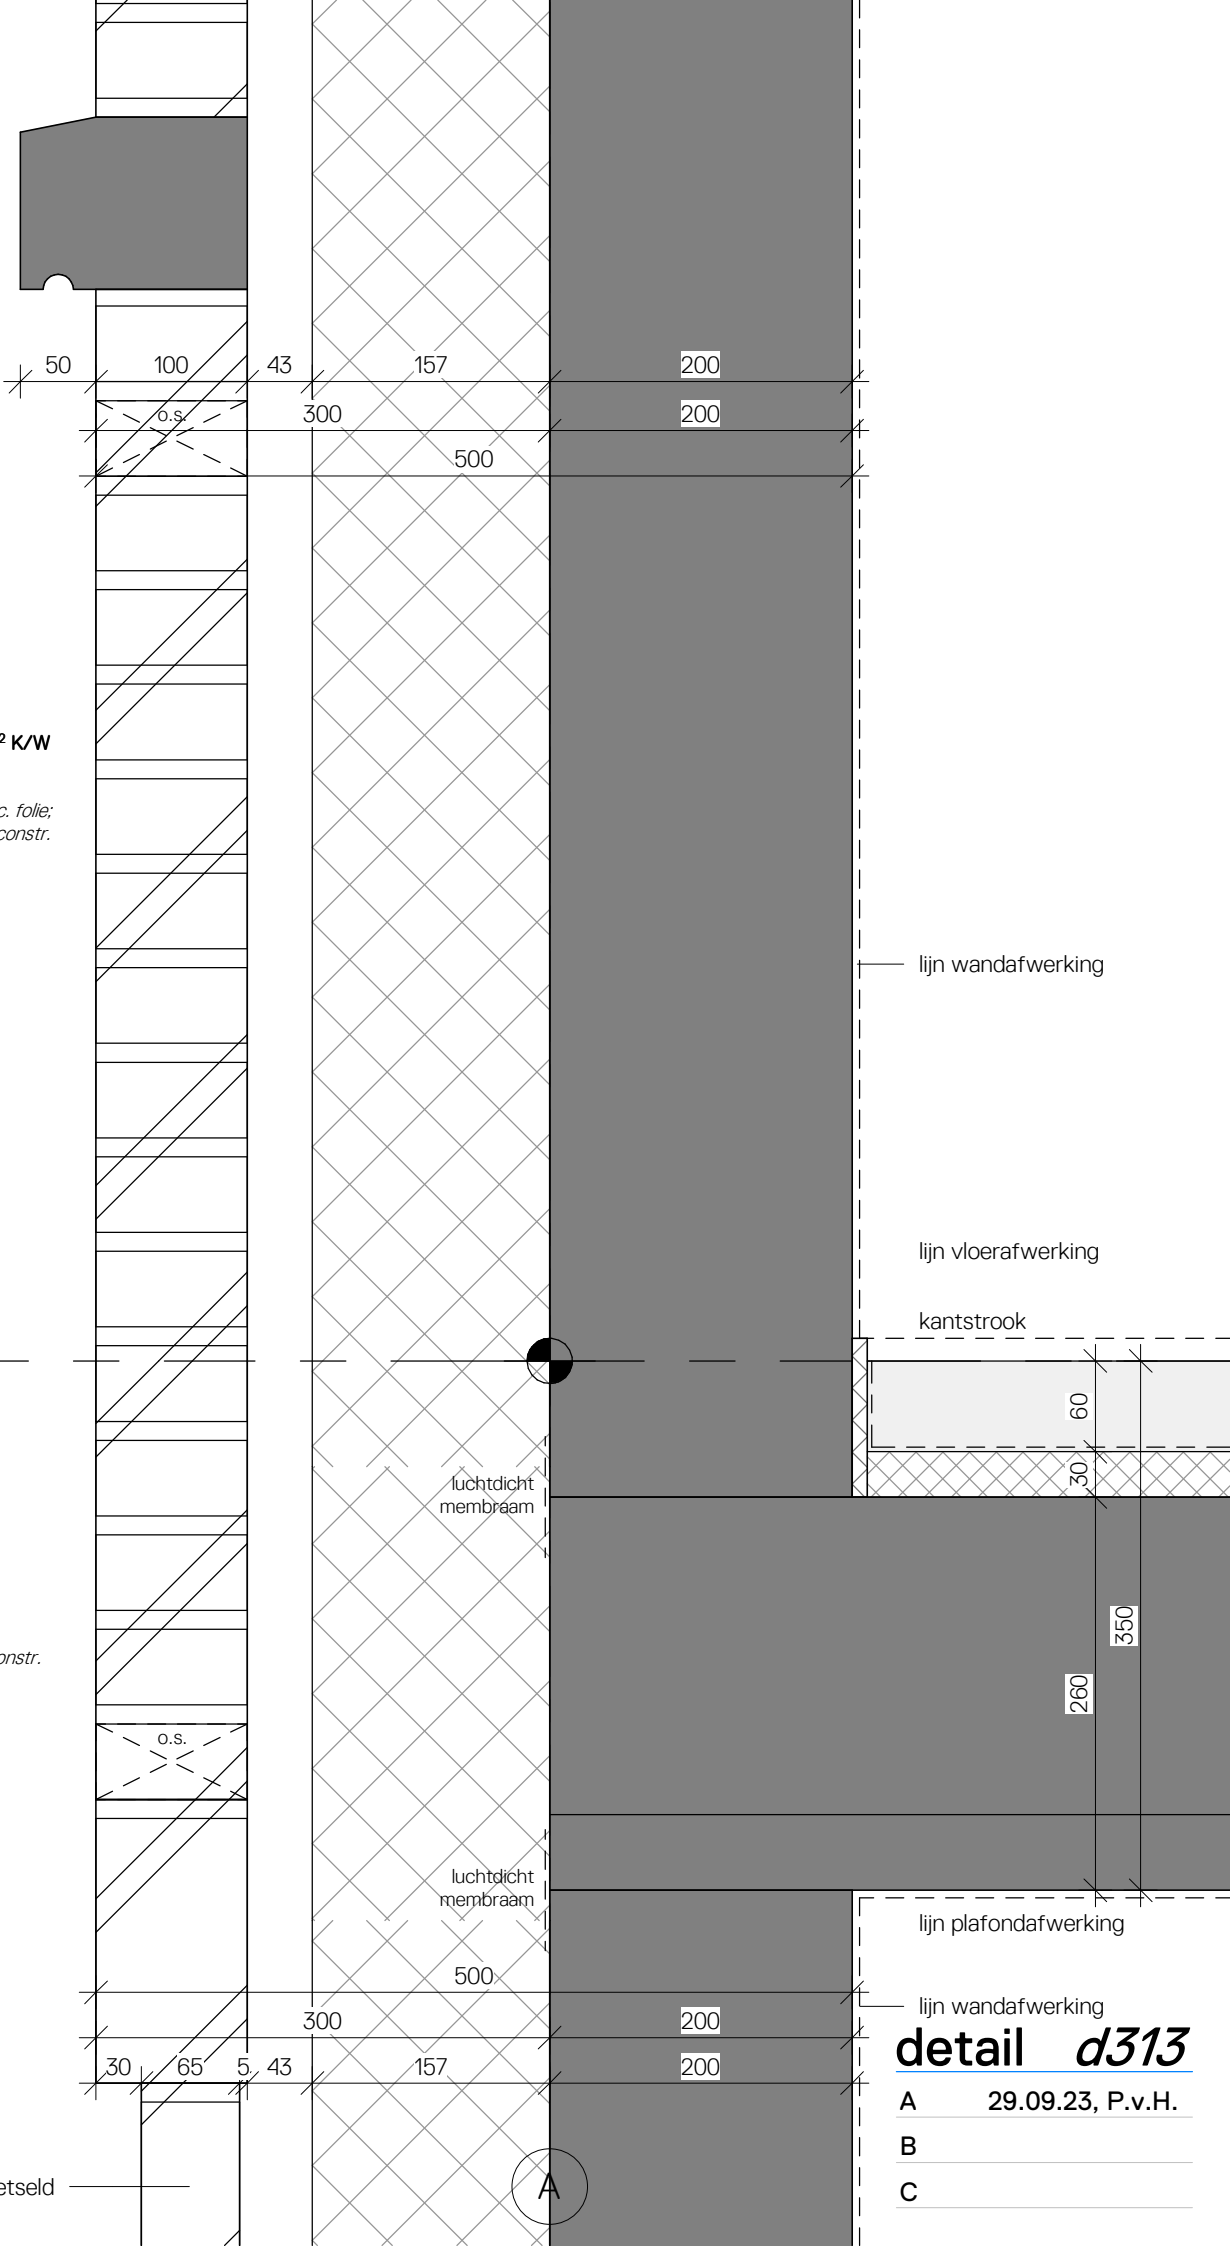 50 100 43 157 200
o.s. 300 200
500
² K/W
c. folie;
constr.
lijn wandafwerking
lijn vloerafwerking
kantstrook
60
30
luchtdicht
membraam
350
260
o.s.
luchtdicht
membraam
lijn plafondafwerking
500
lijn wandafwerking
300 200
detail d313
30 65 5 43 157 200
A 29.09.23, P.v.H.
B
C
etseld
A